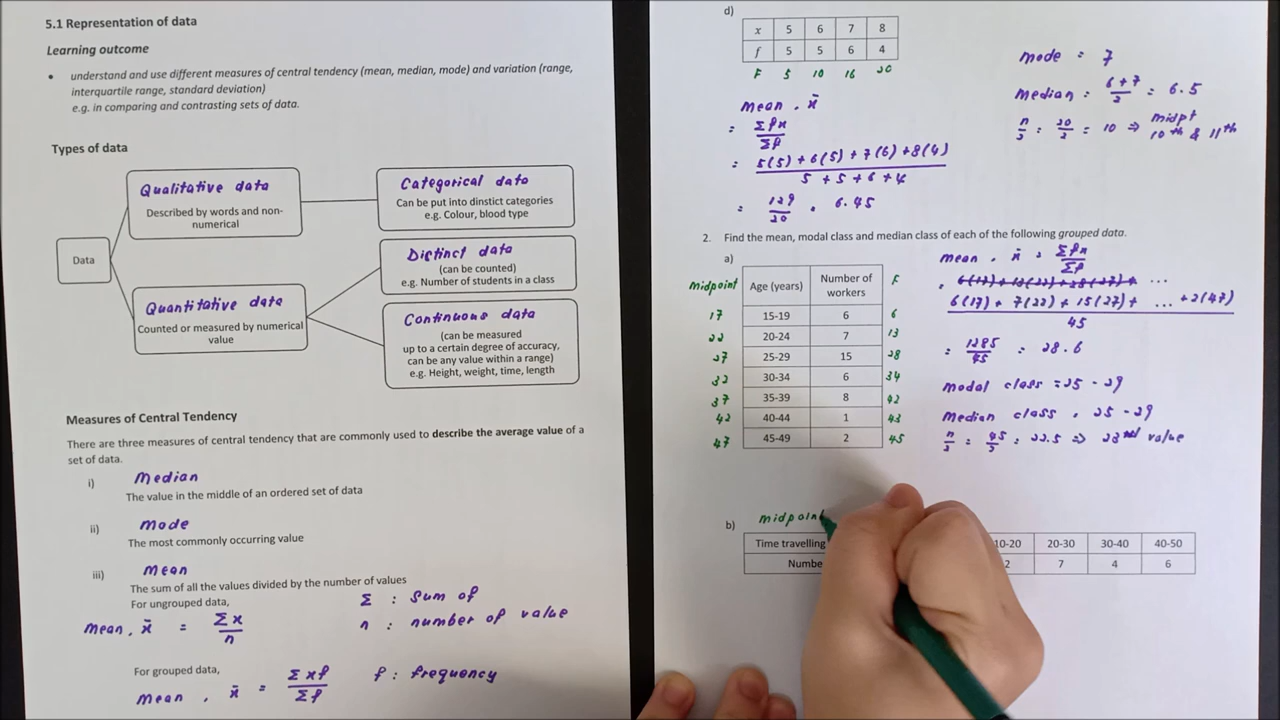 5.1 Representation of data
Learning outcome
• understand and use different measures of central tendency (mean, median, mode) and variation (range,
interquartile range, standard deviation)
e.g. in comparing and contrasting sets of data.
Types of data
Data
Qualitative data
Described by words and non-
numerical
Categorical data
Can be put into dinstict categories
e.g. Colour, blood type
Quantitative data
Counted or measured by numerical
value
Distinct data
(can be counted)
e.g. Number of students in a class
Continuous data
(can be measured
up to a certain degree of accuracy,
can be any value within a range)
e.g. Height, weight, time, length
Measures of Central Tendency
There are three measures of central tendency that are commonly used to describe the average value of a
set of data.
i) Median
The value in the middle of an ordered set of data
ii) mode
The most commonly occurring value
iii) mean
The sum of all the values divided by the number of values
For ungrouped data,
Σ : sum of
mean, x̄ = Σx/n
n : number of value
For grouped data,
mean, x̄ = Σxf/Σf
f : frequency
d)
x 5 6 7 8
f 5 5 6 4
F 5 10 16 20
mean, x̄
= Σfx/Σf
= 5(5) + 6(5) + 7(6) + 8(4) / 5 + 5 + 6 + 4
= 129/20 = 6.45
mode = 7
Median = 6+7/2 = 6.5
n/2 = 20/2 = 10 ⇒ midpt 10th & 11th
2. Find the mean, modal class and median class of each of the following grouped data.
a)
midpoint Age (years) Number of workers F
17 15-19 6 6
22 20-24 7 13
27 25-29 15 28
32 30-34 6 34
37 35-39 8 42
42 40-44 1 43
47 45-49 2 45
mean, x̄ = Σfx/Σf
= 6(17) + 13(22) + 28(27) + ...
6(17) + 7(22) + 15(27) + ... + 2(47) / 45
= 1285/45 = 28.6
modal class = 25 - 29
Median class = 25 - 29
n/2 = 45/2 = 22.5 ⇒ 23rd value
b) midpoint
Time travelling 10-20 20-30 30-40 40-50
Numbe 2 7 4 6